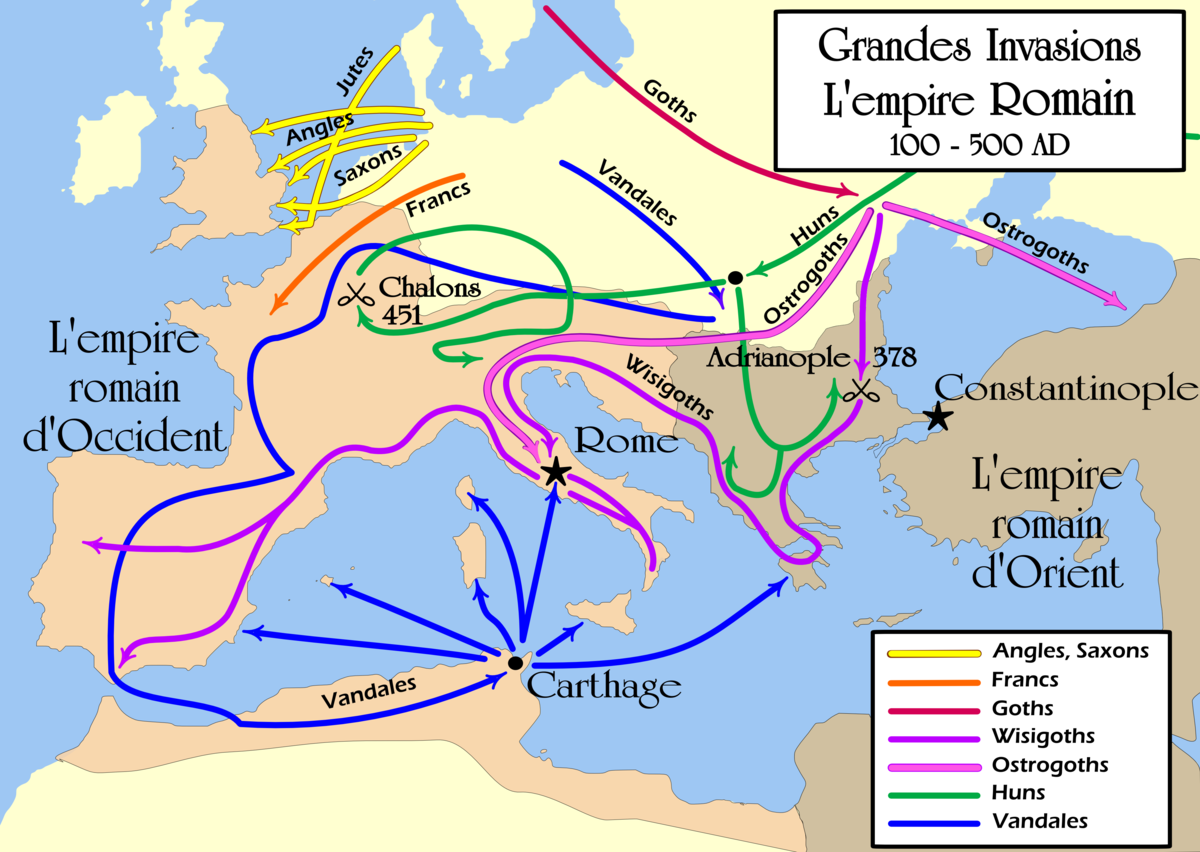 Grandes Invasions
L'empire Romain
100 - 500 AD
Jutes
Angles
Saxons
Francs
Goths
Vandales
Huns
Ostrogoths
Ostrogoths
Chalons
451
L'empire
romain
d'Occident
Adrianople 378
Wisigoths
Constantinople
Rome
L'empire
romain
d'Orient
Vandales
Carthage
Angles, Saxons
Francs
Goths
Wisigoths
Ostrogoths
Huns
Vandales